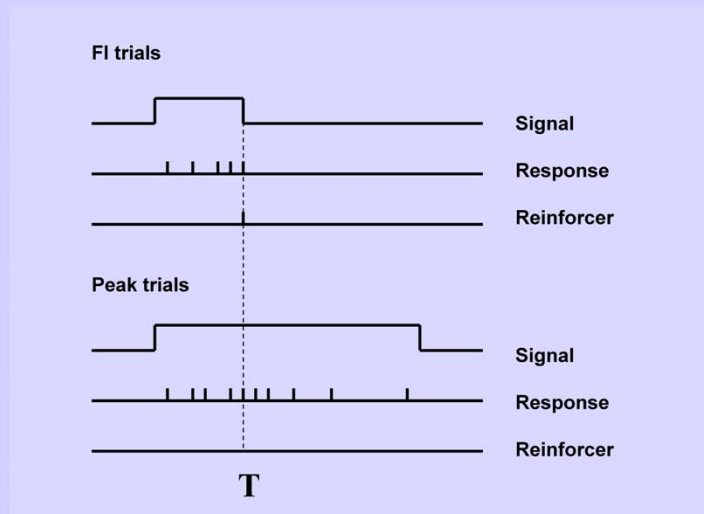 FI trials
Signal
Response
Reinforcer
Peak trials
Signal
Response
Reinforcer
T